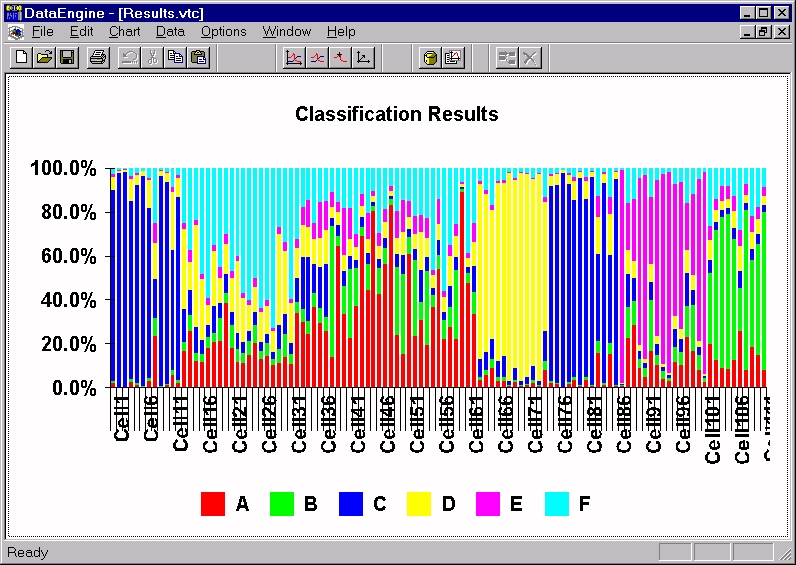 DataEngine - [Results.vtc]
File Edit Chart Data Options Window Help
Classification Results
100.0%
80.0%
60.0%
40.0%
20.0%
0.0%
Cell1 Cell6 Cell11 Cell16 Cell21 Cell26 Cell31 Cell36 Cell41 Cell46 Cell51 Cell56 Cell61 Cell66 Cell71 Cell76 Cell81 Cell86 Cell91 Cell96 Cell101 Cell106
A B C D E F
Ready